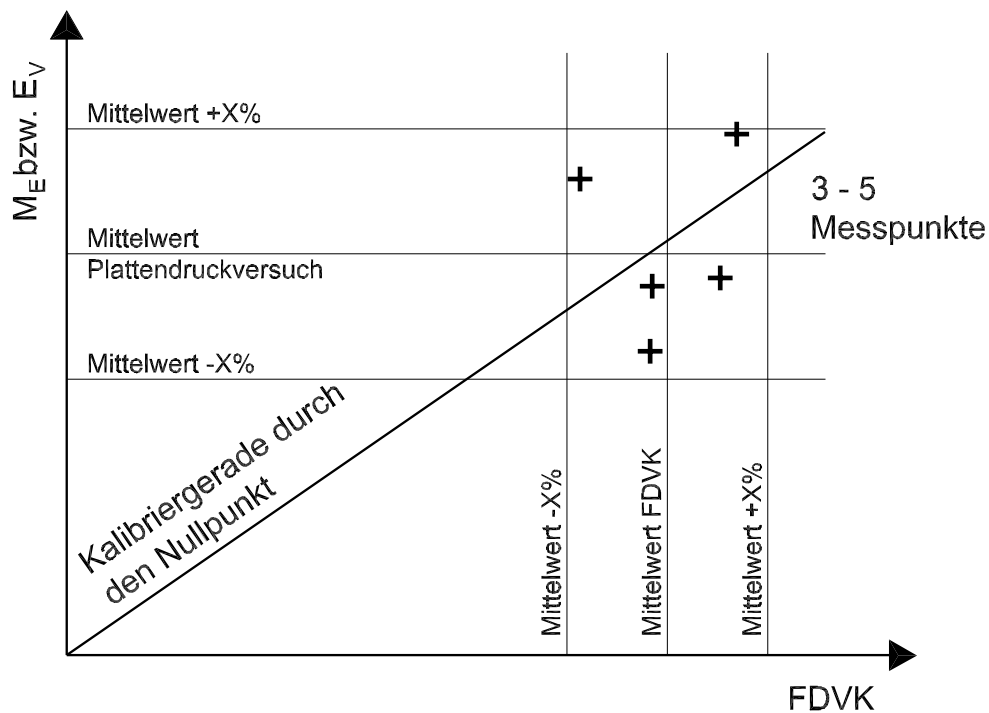 M_E bzw. E_V
Mittelwert +X%
3 - 5
Messpunkte
Mittelwert
Plattendruckversuch
Mittelwert -X%
Kalibriergerade durch
den Nullpunkt
Mittelwert -X%
Mittelwert FDVK
Mittelwert +X%
FDVK